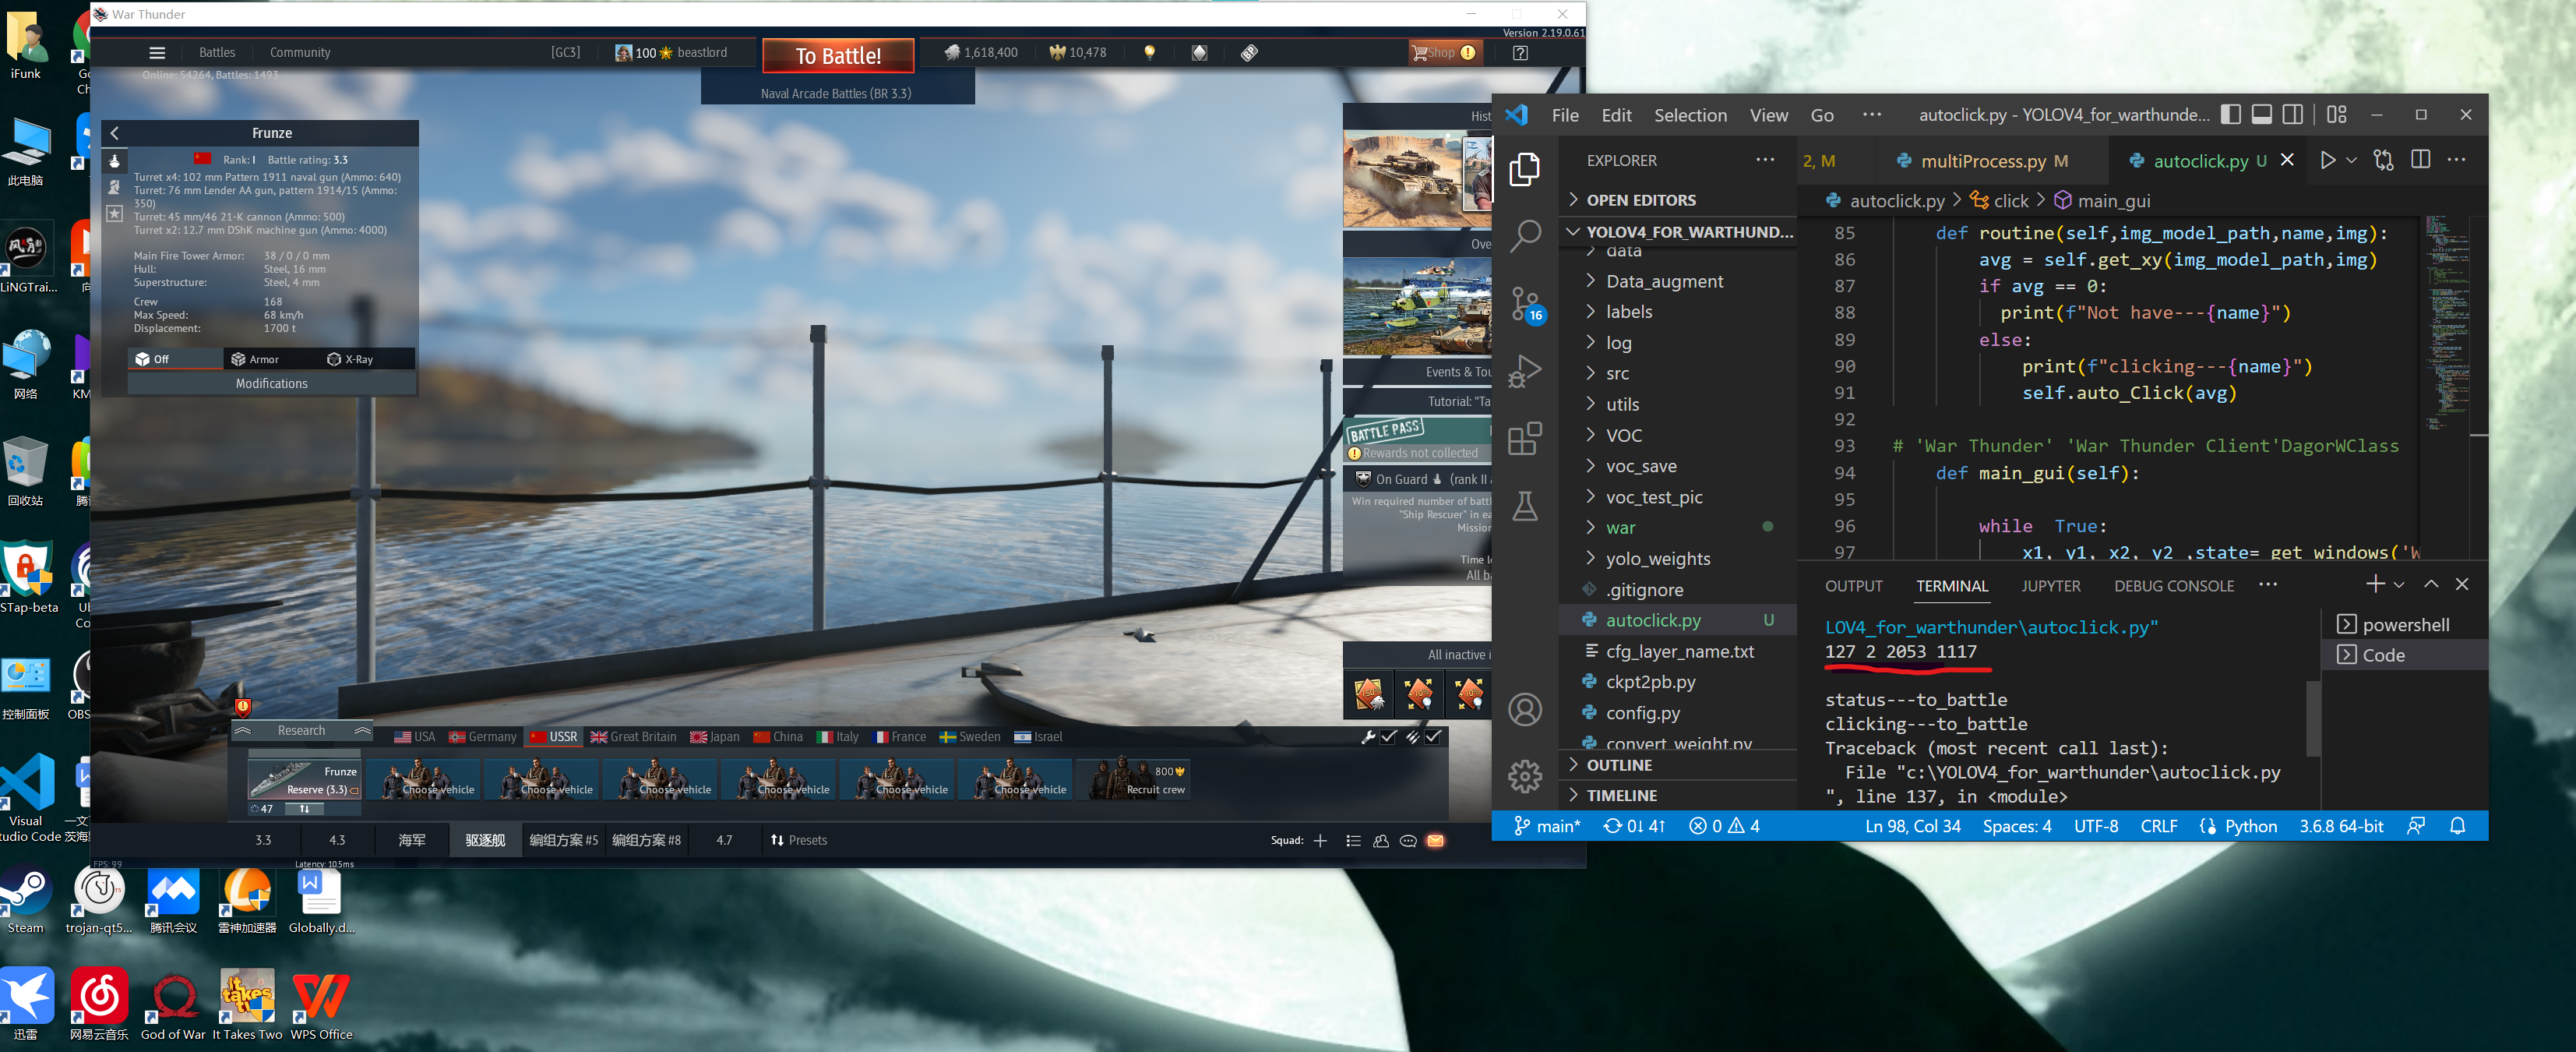 War Thunder
Version 2.19.0.61
Battles
Community
[GC3]
100 beastlord
To Battle!
1,618,400
10,478
Shop
Online: 54264, Battles: 1493
Naval Arcade Battles (BR 3.3)
Frunze
Rank: I Battle rating: 3.3
Turret x4: 102 mm Pattern 1911 naval gun (Ammo: 640)
Turret: 76 mm Lender AA gun, pattern 1914/15 (Ammo:
350)
Turret: 45 mm/46 21-K cannon (Ammo: 500)
Turret x2: 12.7 mm DShK machine gun (Ammo: 4000)
Main Fire Tower Armor: 38 / 0 / 0 mm
Hull: Steel, 16 mm
Superstructure: Steel, 4 mm
Crew 168
Max Speed: 68 km/h
Displacement: 1700 t
Off
Armor
X-Ray
Modifications
Hist
Ove
Events & Tou
Tutorial: "Ta
BATTLE PASS
Rewards not collected
On Guard (rank II
Win required number of battl
"Ship Rescuer" in ea
Mission
Time l
All b
All inactive i
Research
USA
Germany
USSR
Great Britain
Japan
China
Italy
France
Sweden
Israel
Frunze
Reserve (3.3)
47
Choose vehicle
Choose vehicle
Choose vehicle
Choose vehicle
Choose vehicle
Choose vehicle
800
Recruit crew
3.3
4.3
海军
驱逐舰
编组方案 #5
编组方案 #8
4.7
Presets
Squad:
FPS: 99
Latency: 10.5ms
iFunk
此电脑
LiNGTrai...
网络
回收站
STap-beta
控制面板
Visual
tudio Code
Steam
trojan-qt5...
腾讯会议
雷神加速器
Globally.d...
迅雷
网易云音乐
God of War
It Takes Two
WPS Office
File
Edit
Selection
View
Go
autoclick.py - YOLOV4_for_warthunde...
EXPLORER
2, M
multiProcess.py M
autoclick.py U
OPEN EDITORS
YOLOV4_FOR_WARTHUND...
data
Data_augment
labels
log
src
utils
VOC
voc_save
voc_test_pic
war
yolo_weights
.gitignore
autoclick.py U
cfg_layer_name.txt
ckpt2pb.py
config.py
convert_weight.py
OUTLINE
TIMELINE
16
autoclick.py > click > main_gui
85 def routine(self,img_model_path,name,img):
86 avg = self.get_xy(img_model_path,img)
87 if avg == 0:
88 print(f"Not have---{name}")
89 else:
90 print(f"clicking---{name}")
91 self.auto_Click(avg)
92
93 # 'War Thunder' 'War Thunder Client'DagorWClass
94 def main_gui(self):
95
96 while True:
97 x1, y1, x2, y2 ,state= get_windows('W
OUTPUT
TERMINAL
JUPYTER
DEBUG CONSOLE
LOV4_for_warthunder\autoclick.py"
127 2 2053 1117
status---to_battle
clicking---to_battle
Traceback (most recent call last):
File "c:\YOLOV4_for_warthunder\autoclick.py
", line 137, in <module>
powershell
Code
main*
0↓ 4↑
0 4
Ln 98, Col 34
Spaces: 4
UTF-8
CRLF
Python
3.6.8 64-bit